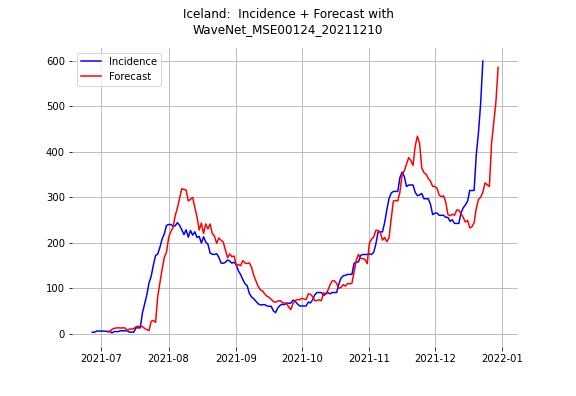 Iceland:  Incidence + Forecast with
WaveNet_MSE00124_20211210
Incidence
Forecast
600
500
400
300
200
100
0
2021-07 2021-08 2021-09 2021-10 2021-11 2021-12 2022-01